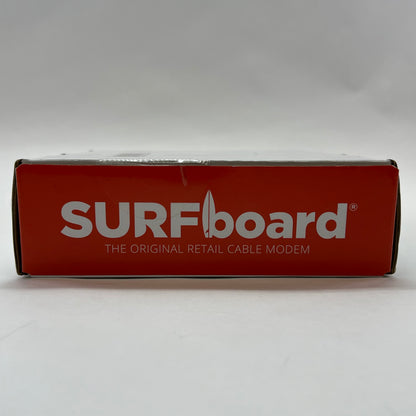 SURFboard®
THE ORIGINAL RETAIL CABLE MODEM